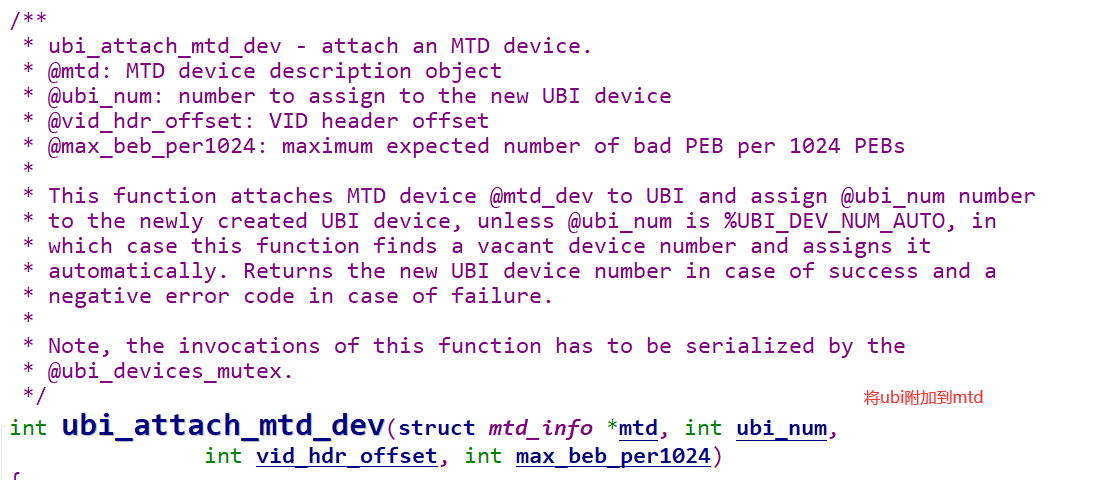 /**
 * ubi_attach_mtd_dev - attach an MTD device.
 * @mtd: MTD device description object
 * @ubi_num: number to assign to the new UBI device
 * @vid_hdr_offset: VID header offset
 * @max_beb_per1024: maximum expected number of bad PEB per 1024 PEBs
 *
 * This function attaches MTD device @mtd_dev to UBI and assign @ubi_num number
 * to the newly created UBI device, unless @ubi_num is %UBI_DEV_NUM_AUTO, in
 * which case this function finds a vacant device number and assigns it
 * automatically. Returns the new UBI device number in case of success and a
 * negative error code in case of failure.
 *
 * Note, the invocations of this function has to be serialized by the
 * @ubi_devices_mutex.
 */
将ubi附加到mtd
int ubi_attach_mtd_dev(struct mtd_info *mtd, int ubi_num,
int vid_hdr_offset, int max_beb_per1024)
{